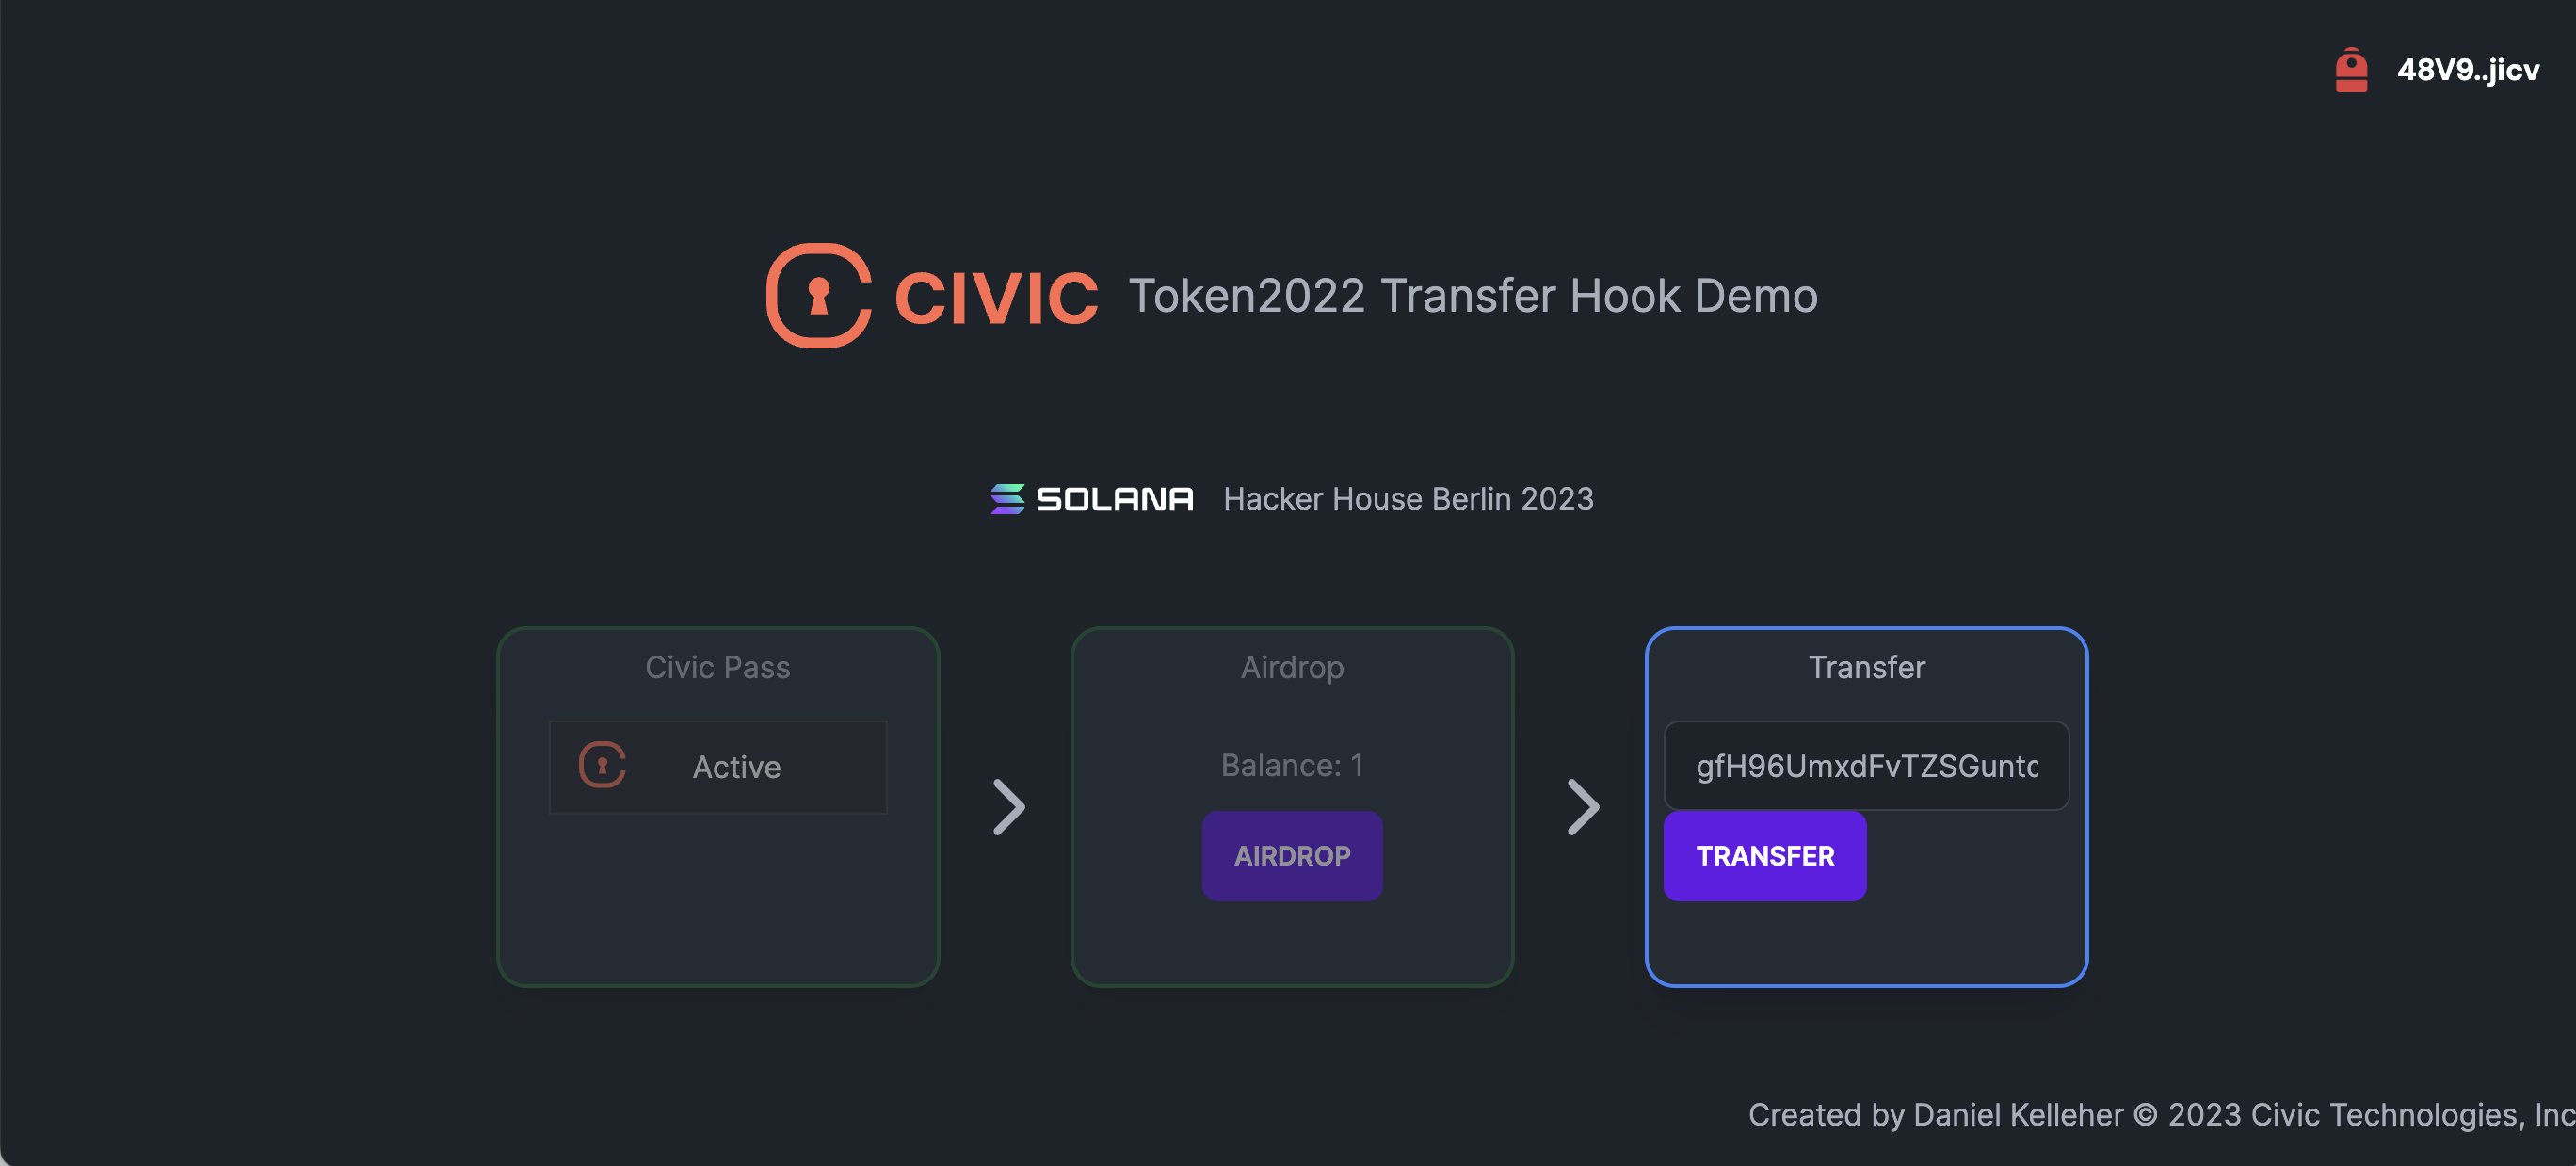 48V9..jicv
CIVIC Token2022 Transfer Hook Demo
SOLANA Hacker House Berlin 2023
Civic Pass
Active
Airdrop
Balance: 1
AIRDROP
Transfer
gfH96UmxdFvTZSGunto
TRANSFER
Created by Daniel Kelleher © 2023 Civic Technologies, Inc